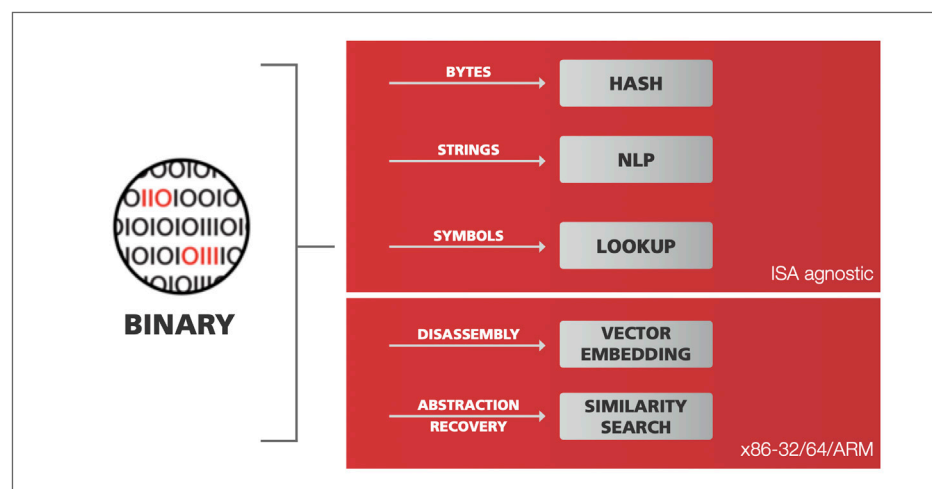 BYTES
HASH
STRINGS
NLP
SYMBOLS
LOOKUP
ISA agnostic
BINARY
DISASSEMBLY
VECTOR
EMBEDDING
ABSTRACTION
RECOVERY
SIMILARITY
SEARCH
x86-32/64/ARM